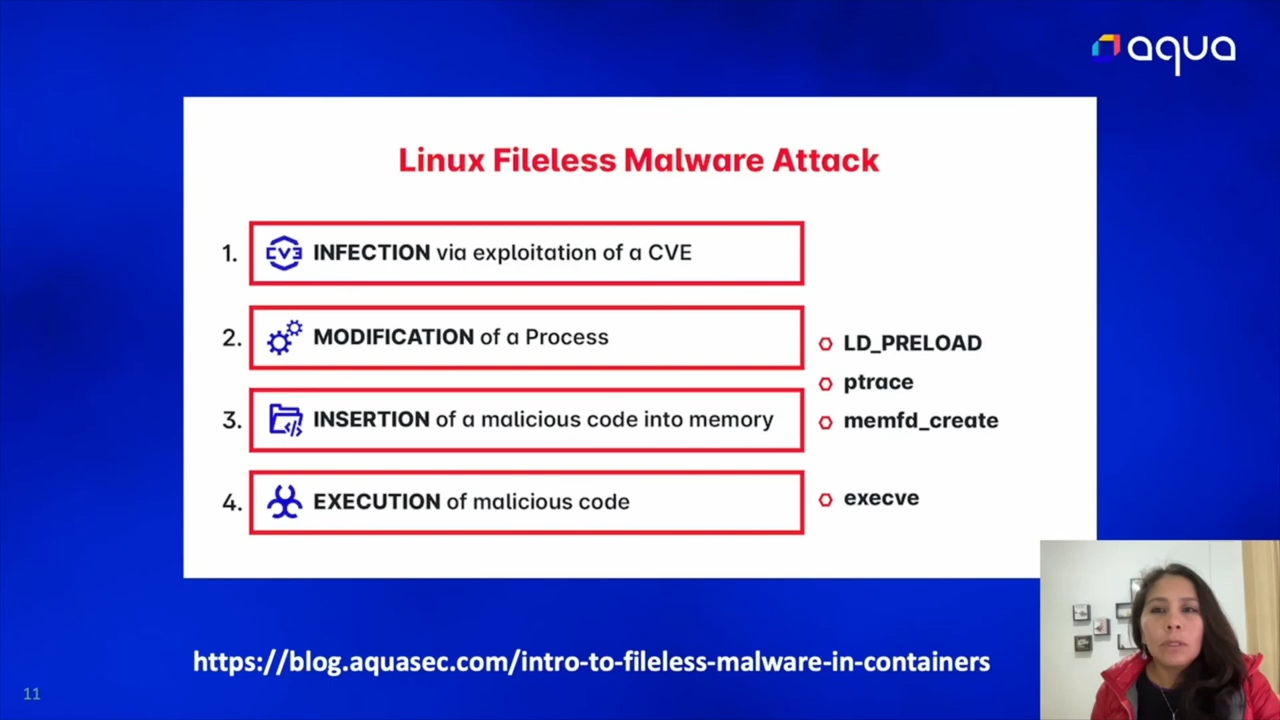 aqua
Linux Fileless Malware Attack
1. CVE INFECTION via exploitation of a CVE
2. MODIFICATION of a Process
LD_PRELOAD
ptrace
3. </> INSERTION of a malicious code into memory
memfd_create
4. EXECUTION of malicious code
execve
https://blog.aquasec.com/intro-to-fileless-malware-in-containers
11